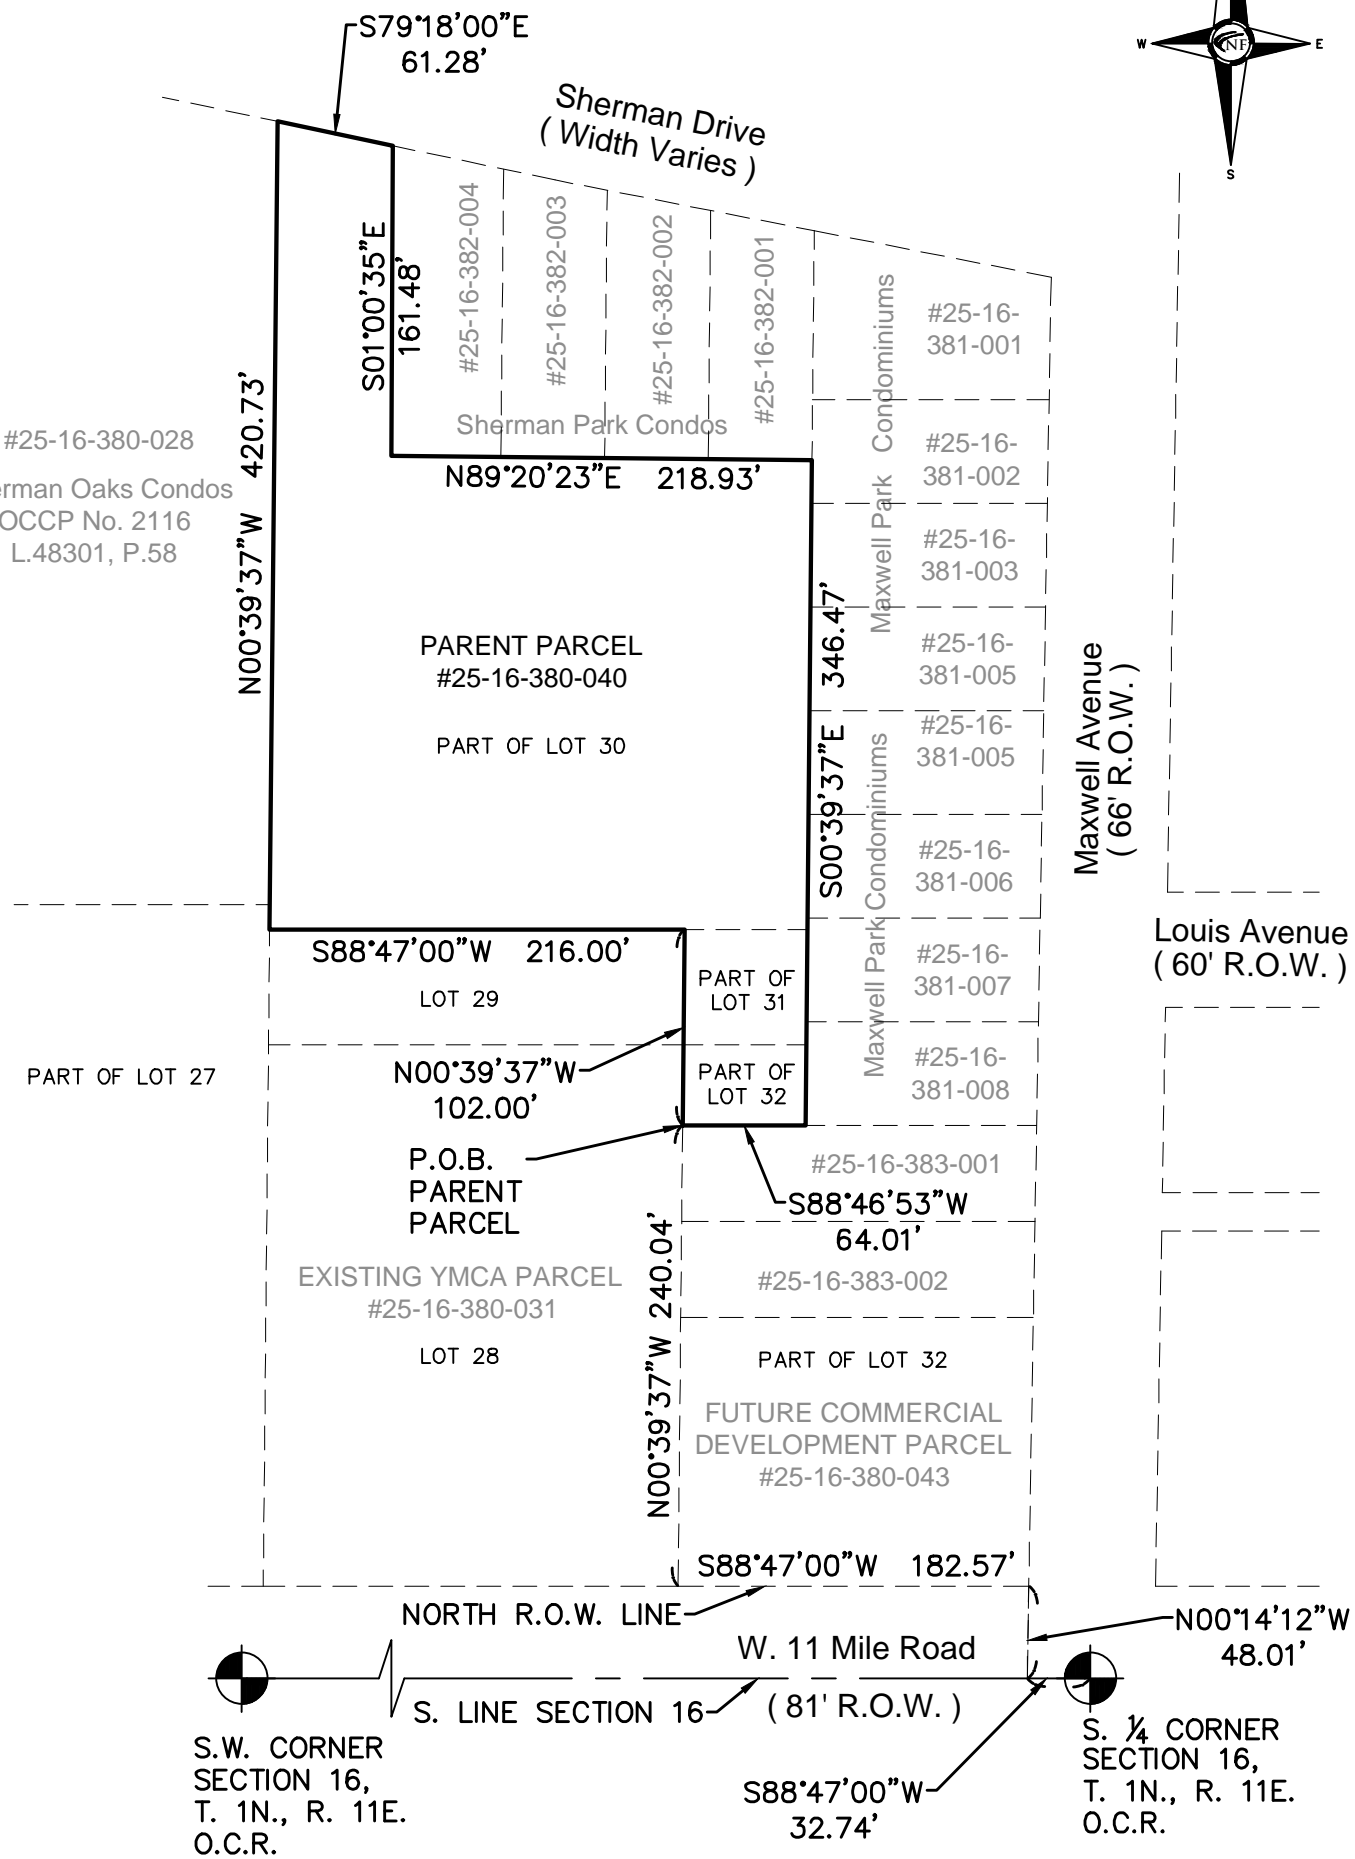 S79°18'00"E
61.28'
W
NF
E
S
Sherman Drive
( Width Varies )
S01°00'35"E
161.48'
#25-16-382-004
#25-16-382-003
#25-16-382-002
#25-16-382-001
Sherman Park Condos
N89°20'23"E 218.93'
N00°39'37"W 420.73'
#25-16-380-028
erman Oaks Condos
OCCP No. 2116
L.48301, P.58
PARENT PARCEL
#25-16-380-040
PART OF LOT 30
S00°39'37"E 346.47'
Maxwell Park Condominiums
Maxwell Park Condominiums
#25-16-
381-001
#25-16-
381-002
#25-16-
381-003
#25-16-
381-005
#25-16-
381-005
#25-16-
381-006
#25-16-
381-007
#25-16-
381-008
Maxwell Avenue
( 66' R.O.W. )
Louis Avenue
( 60' R.O.W. )
S88°47'00"W 216.00'
LOT 29
PART OF
LOT 31
PART OF LOT 27
N00°39'37"W
102.00'
PART OF
LOT 32
P.O.B.
PARENT
PARCEL
#25-16-383-001
S88°46'53"W
64.01'
#25-16-383-002
EXISTING YMCA PARCEL
#25-16-380-031
LOT 28
N00°39'37"W 240.04'
PART OF LOT 32
FUTURE COMMERCIAL
DEVELOPMENT PARCEL
#25-16-380-043
S88°47'00"W 182.57'
NORTH R.O.W. LINE
N00°14'12"W
48.01'
W. 11 Mile Road
( 81' R.O.W. )
S. LINE SECTION 16
S.W. CORNER
SECTION 16,
T. 1N., R. 11E.
O.C.R.
S88°47'00"W
32.74'
S. ¼ CORNER
SECTION 16,
T. 1N., R. 11E.
O.C.R.